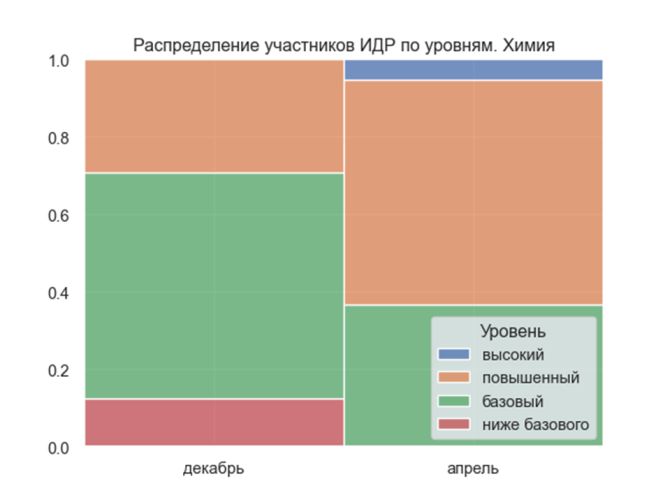 Распределение участников ИДР по уровням. Химия
1.0
0.8
0.6
0.4
0.2
0.0
Уровень
высокий
повышенный
базовый
ниже базового
декабрь
апрель